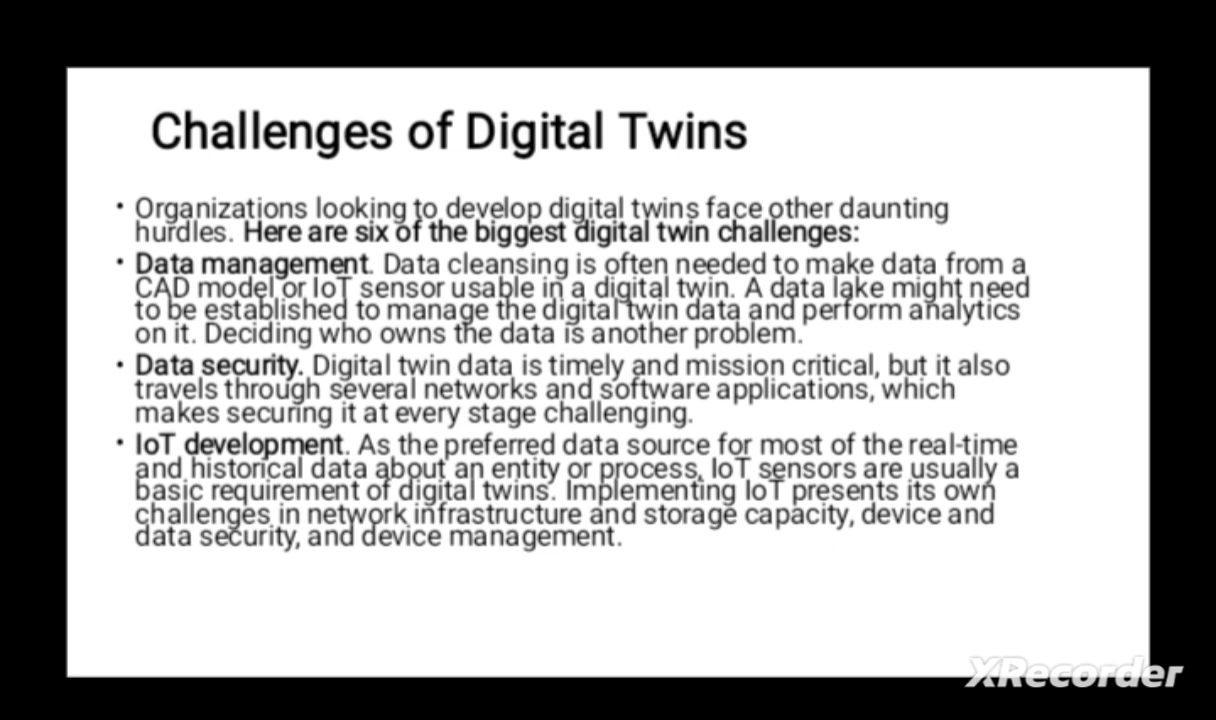 Challenges of Digital Twins
• Organizations looking to develop digital twins face other daunting
hurdles. Here are six of the biggest digital twin challenges:
• Data management. Data cleansing is often needed to make data from a
CAD model or IoT sensor usable in a digital twin. A data lake might need
to be established to manage the digital twin data and perform analytics
on it. Deciding who owns the data is another problem.
• Data security. Digital twin data is timely and mission critical, but it also
travels through several networks and software applications, which
makes securing it at every stage challenging.
• IoT development. As the preferred data source for most of the real-time
and historical data about an entity or process, IoT sensors are usually a
basic requirement of digital twins. Implementing IoT presents its own
challenges in network infrastructure and storage capacity, device and
data security, and device management.
XRecorder